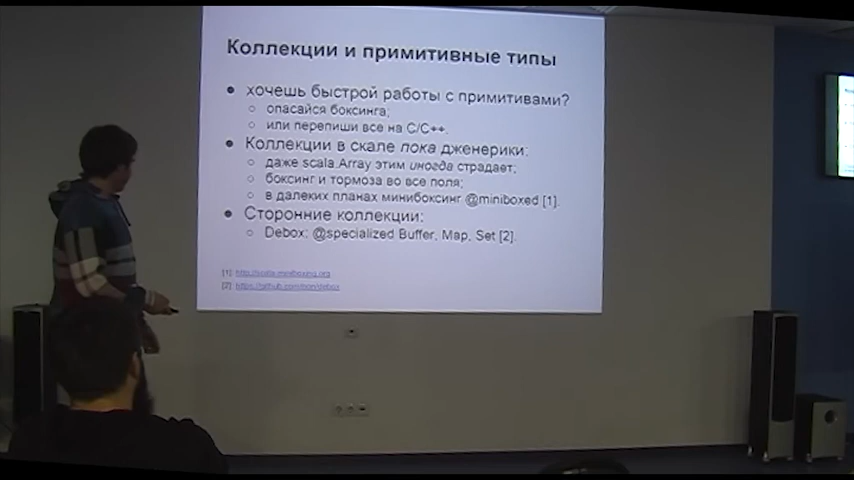 Коллекции и примитивные типы
● хочешь быстрой работы с примитивами?
○ опасайся боксинга;
○ или перепиши все на C/C++.
● Коллекции в скале пока дженерики:
○ даже scala.Array этим иногда страдает;
○ боксинг и тормоза во все поля;
○ в далеких планах минибоксинг @miniboxed [1].
● Сторонние коллекции:
○ Debox: @specialized Buffer, Map, Set [2].
[1] http://scala-miniboxing.org
[2] https://github.com/non/debox